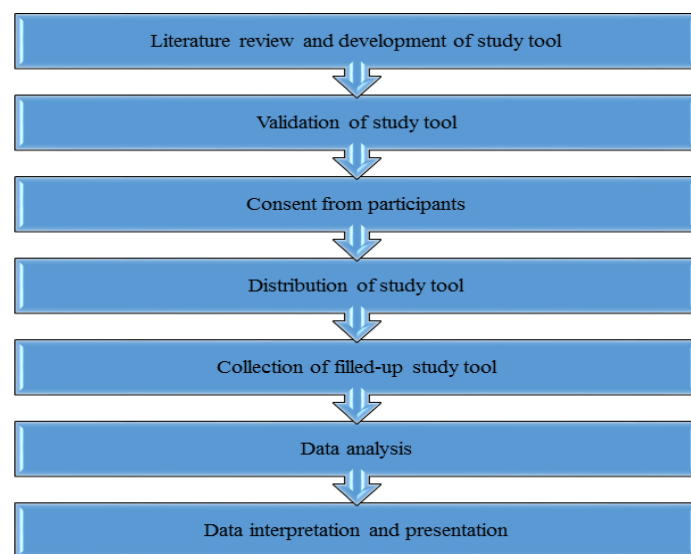 Literature review and development of study tool
Validation of study tool
Consent from participants
Distribution of study tool
Collection of filled-up study tool
Data analysis
Data interpretation and presentation